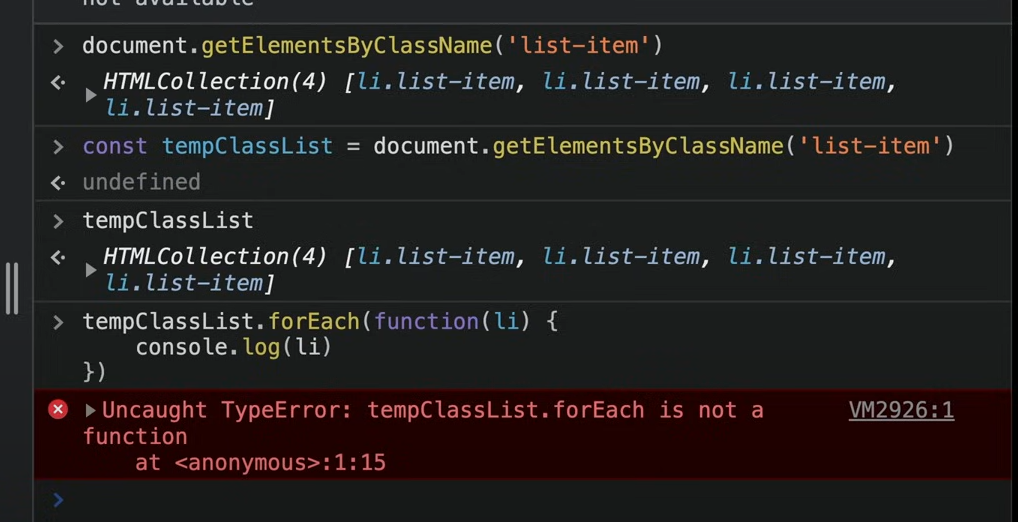 not available
document.getElementsByClassName('list-item')
HTMLCollection(4) [li.list-item, li.list-item, li.list-item,
li.list-item]
const tempClassList = document.getElementsByClassName('list-item')
undefined
tempClassList
HTMLCollection(4) [li.list-item, li.list-item, li.list-item,
li.list-item]
tempClassList.forEach(function(li) {
console.log(li)
})
Uncaught TypeError: tempClassList.forEach is not a VM2926:1
function
at <anonymous>:1:15